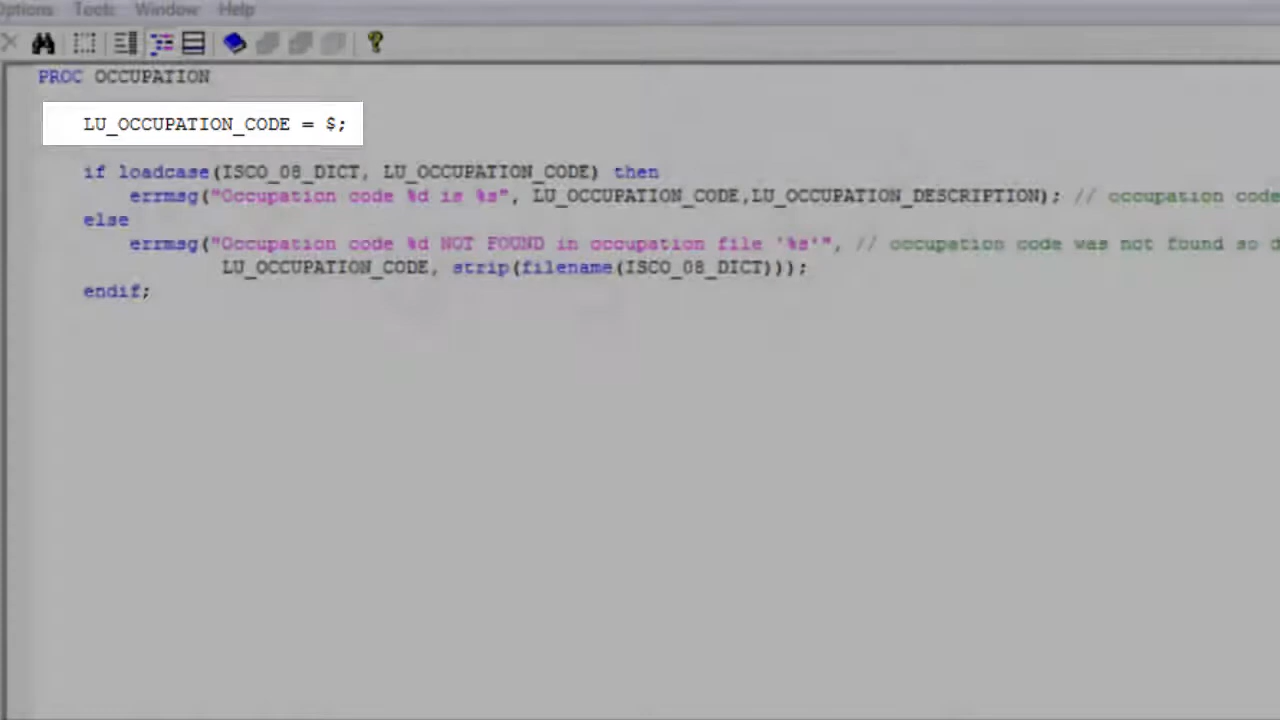 Options Tools Window Help
PROC OCCUPATION
LU_OCCUPATION_CODE = $;
if loadcase(ISCO_08_DICT, LU_OCCUPATION_CODE) then
errmsg("Occupation code %d is %s", LU_OCCUPATION_CODE,LU_OCCUPATION_DESCRIPTION); // occupation code
else
errmsg("Occupation code %d NOT FOUND in occupation file '%s'", // occupation code was not found so d
LU_OCCUPATION_CODE, strip(filename(ISCO_08_DICT)));
endif;